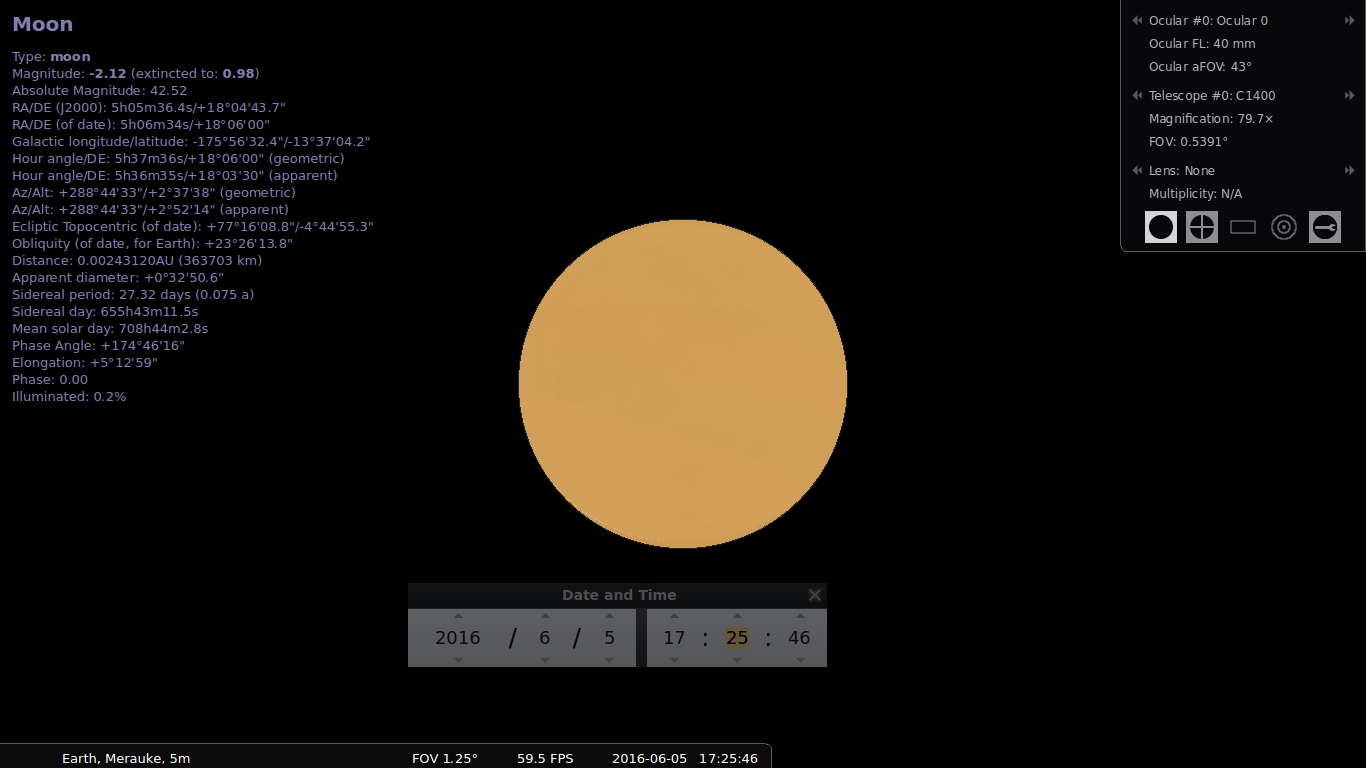 Moon
Type: moon
Magnitude: -2.12 (extincted to: 0.98)
Absolute Magnitude: 42.52
RA/DE (J2000): 5h05m36.4s/+18°04'43.7"
RA/DE (of date): 5h06m34s/+18°06'00"
Galactic longitude/latitude: -175°56'32.4"/-13°37'04.2"
Hour angle/DE: 5h37m36s/+18°06'00" (geometric)
Hour angle/DE: 5h36m35s/+18°03'30" (apparent)
Az/Alt: +288°44'33"/+2°37'38" (geometric)
Az/Alt: +288°44'33"/+2°52'14" (apparent)
Ecliptic Topocentric (of date): +77°16'08.8"/-4°44'55.3"
Obliquity (of date, for Earth): +23°26'13.8"
Distance: 0.00243120AU (363703 km)
Apparent diameter: +0°32'50.6"
Sidereal period: 27.32 days (0.075 a)
Sidereal day: 655h43m11.5s
Mean solar day: 708h44m2.8s
Phase Angle: +174°46'16"
Elongation: +5°12'59"
Phase: 0.00
Illuminated: 0.2%
Ocular #0: Ocular 0
Ocular FL: 40 mm
Ocular aFOV: 43°
Telescope #0: C1400
Magnification: 79.7×
FOV: 0.5391°
Lens: None
Multiplicity: N/A
Date and Time
2016 / 6 / 5 17 : 25 : 46
Earth, Merauke, 5m FOV 1.25° 59.5 FPS 2016-06-05 17:25:46